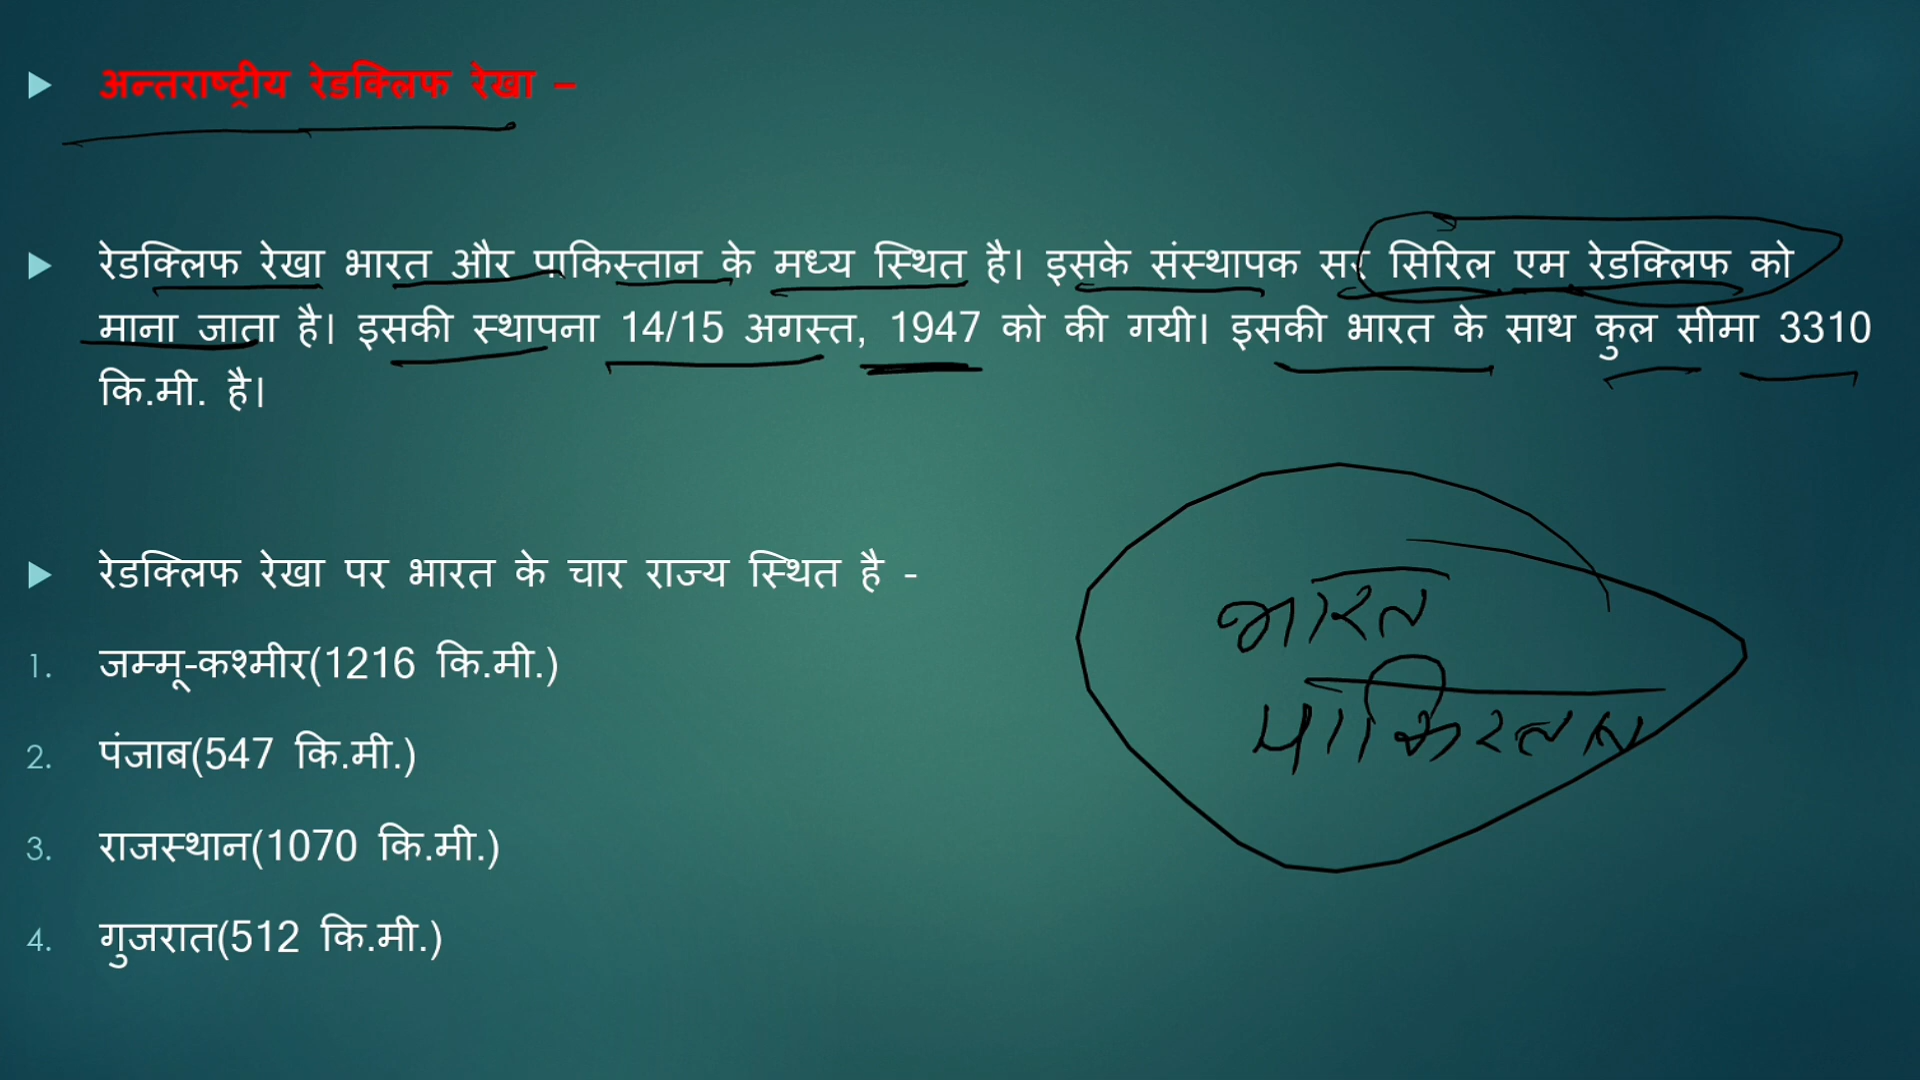 अन्तराष्ट्रीय रेडक्लिफ रेखा –
रेडक्लिफ रेखा भारत और पाकिस्तान के मध्य स्थित है। इसके संस्थापक सर सिरिल एम रेडक्लिफ को
माना जाता है। इसकी स्थापना 14/15 अगस्त, 1947 को की गयी। इसकी भारत के साथ कुल सीमा 3310
कि.मी. है।
रेडक्लिफ रेखा पर भारत के चार राज्य स्थित है -
1. जम्मू-कश्मीर(1216 कि.मी.)
2. पंजाब(547 कि.मी.)
3. राजस्थान(1070 कि.मी.)
4. गुजरात(512 कि.मी.)
भारत
पाकिस्तान